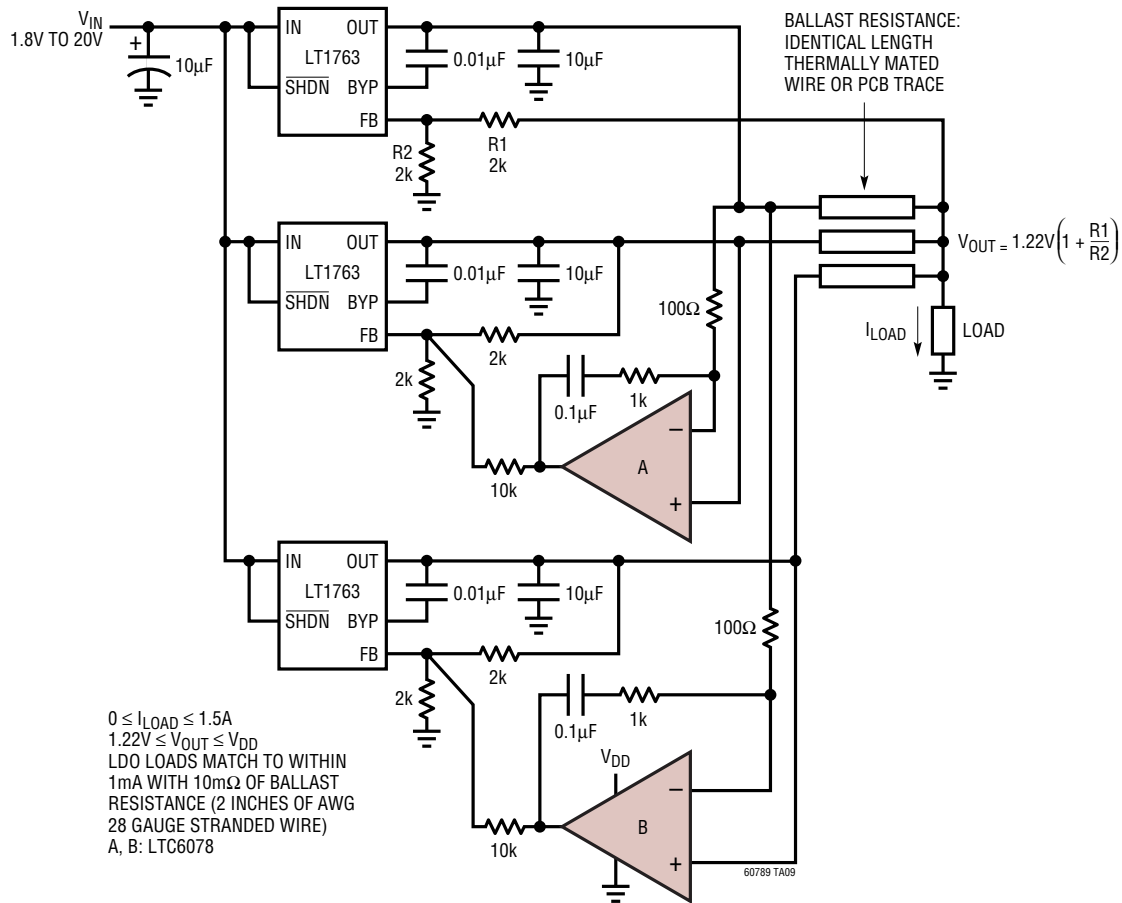 VIN
1.8V TO 20V
+
10µF
IN
OUT
LT1763
SHDN
BYP
FB
0.01µF
10µF
R2
2k
R1
2k
BALLAST RESISTANCE:
IDENTICAL LENGTH
THERMALLY MATED
WIRE OR PCB TRACE
IN
OUT
LT1763
SHDN
BYP
FB
0.01µF
10µF
2k
2k
100Ω
0.1µF
1k
10k
−
A
+
VOUT = 1.22V(1 + R1/R2)
ILOAD
LOAD
IN
OUT
LT1763
SHDN
BYP
FB
0.01µF
10µF
2k
2k
100Ω
0.1µF
1k
10k
VDD
−
B
+
60789 TA09
0 ≤ ILOAD ≤ 1.5A
1.22V ≤ VOUT ≤ VDD
LDO LOADS MATCH TO WITHIN
1mA WITH 10mΩ OF BALLAST
RESISTANCE (2 INCHES OF AWG
28 GAUGE STRANDED WIRE)
A, B: LTC6078